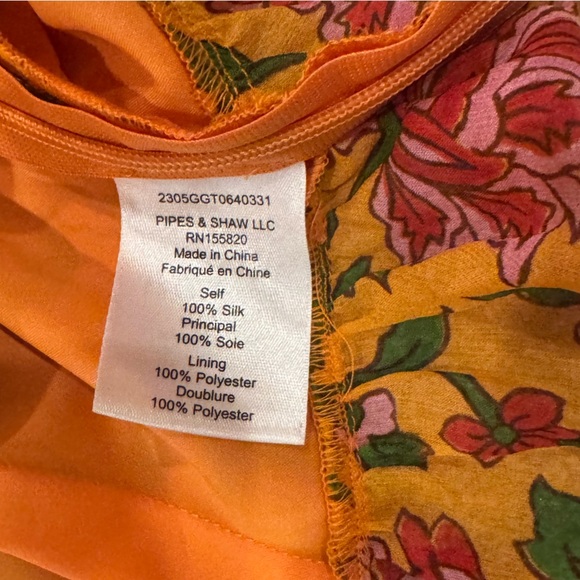 2305GGT0640331
PIPES & SHAW LLC
RN155820
Made in China
Fabriqué en Chine
Self
100% Silk
Principal
100% Soie
Lining
100% Polyester
Doublure
100% Polyester